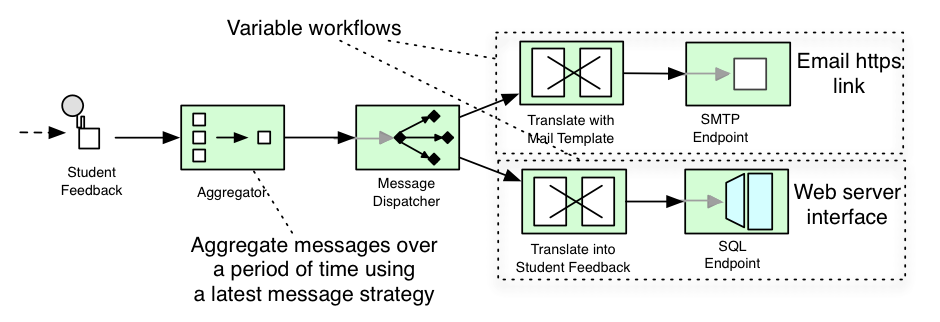 Variable workflows
Email https
link
Translate with
Mail Template
SMTP
Endpoint
Student
Feedback
Aggregator
Message
Dispatcher
Web server
interface
Translate into
Student Feedback
SQL
Endpoint
Aggregate messages over
a period of time using
a latest message strategy